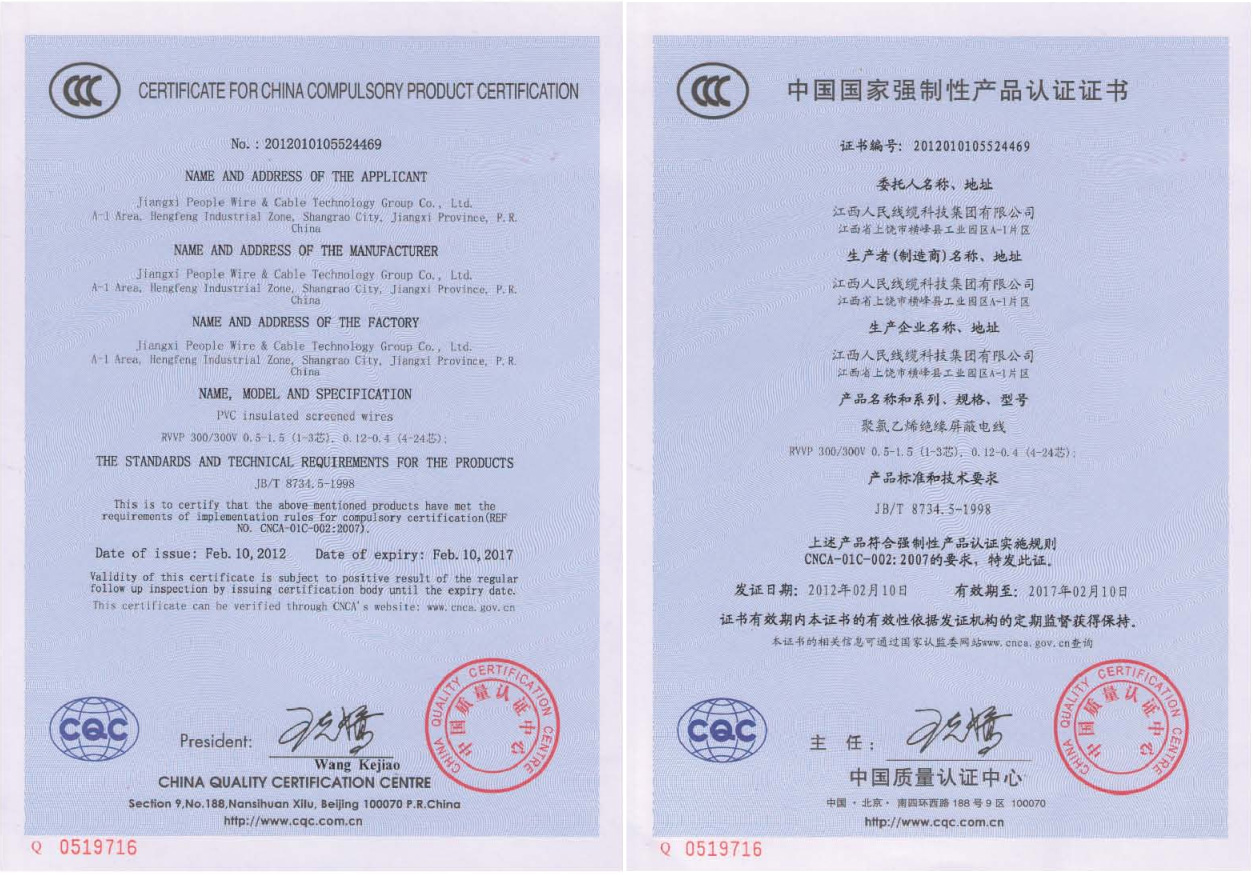 CCC
CERTIFICATE FOR CHINA COMPULSORY PRODUCT CERTIFICATION
No. : 2012010105524469
NAME AND ADDRESS OF THE APPLICANT
Jiangxi People Wire & Cable Technology Group Co., Ltd.
A-1 Area, Hengfeng Industrial Zone, Shangrao City, Jiangxi Province, P.R.
China
NAME AND ADDRESS OF THE MANUFACTURER
Jiangxi People Wire & Cable Technology Group Co., Ltd.
A-1 Area, Hengfeng Industrial Zone, Shangrao City, Jiangxi Province, P.R.
China
NAME AND ADDRESS OF THE FACTORY
Jiangxi People Wire & Cable Technology Group Co., Ltd.
A-1 Area, Hengfeng Industrial Zone, Shangrao City, Jiangxi Province, P.R.
China
NAME, MODEL AND SPECIFICATION
PVC insulated screened wires
RVVP 300/300V 0.5-1.5 (1-3芯), 0.12-0.4 (4-24芯);
THE STANDARDS AND TECHNICAL REQUIREMENTS FOR THE PRODUCTS
JB/T 8734.5-1998
This is to certify that the above mentioned products have met the
requirements of implementation rules for compulsory certification(REF
NO. CNCA-01C-002:2007).
Date of issue: Feb.10,2012 Date of expiry: Feb.10,2017
Validity of this certificate is subject to positive result of the regular
follow up inspection by issuing certification body until the expiry date.
This certificate can be verified through CNCA's website: www.cnca.gov.cn
CQC
President:
Wang Kejiao
CHINA QUALITY CERTIFICATION CENTRE
中国质量认证中心
CHINA QUALITY CERTIFICATION CENTRE
Section 9,No.188,Nansihuan Xilu, Beijing 100070 P.R.China
http://www.cqc.com.cn
Q 0519716
CCC
中国国家强制性产品认证证书
证书编号: 2012010105524469
委托人名称、地址
江西人民线缆科技集团有限公司
江西省上饶市横峰县工业园区A-1片区
生产者(制造商)名称、地址
江西人民线缆科技集团有限公司
江西省上饶市横峰县工业园区A-1片区
生产企业名称、地址
江西人民线缆科技集团有限公司
江西省上饶市横峰县工业园区A-1片区
产品名称和系列、规格、型号
聚氯乙烯绝缘屏蔽电线
RVVP 300/300V 0.5-1.5 (1-3芯), 0.12-0.4 (4-24芯);
产品标准和技术要求
JB/T 8734.5-1998
上述产品符合强制性产品认证实施规则
CNCA-01C-002:2007的要求, 特发此证。
发证日期: 2012年02月10日 有效期至: 2017年02月10日
证书有效期内本证书的有效性依据发证机构的定期监督获得保持。
本证书的相关信息可通过国家认监委网站www.cnca.gov.cn查询
CQC
主 任:
CHINA QUALITY CERTIFICATION CENTRE
中国质量认证中心
中国质量认证中心
中国·北京·南四环西路188号9区 100070
http://www.cqc.com.cn
Q 0519716